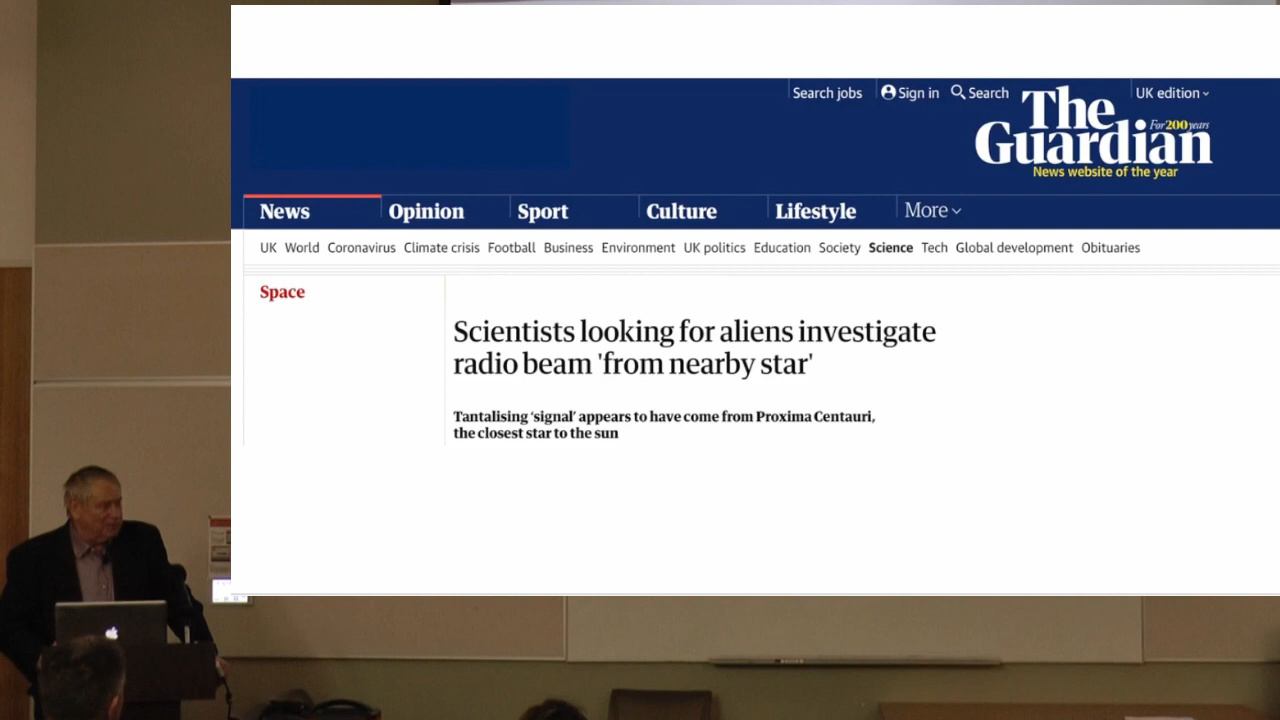 Search jobs
Sign in
Search
UK edition
The
Guardian
For 200 years
News website of the year
News Opinion Sport Culture Lifestyle More
UK World Coronavirus Climate crisis Football Business Environment UK politics Education Society Science Tech Global development Obituaries
Space
Scientists looking for aliens investigate
radio beam 'from nearby star'
Tantalising ‘signal’ appears to have come from Proxima Centauri,
the closest star to the sun